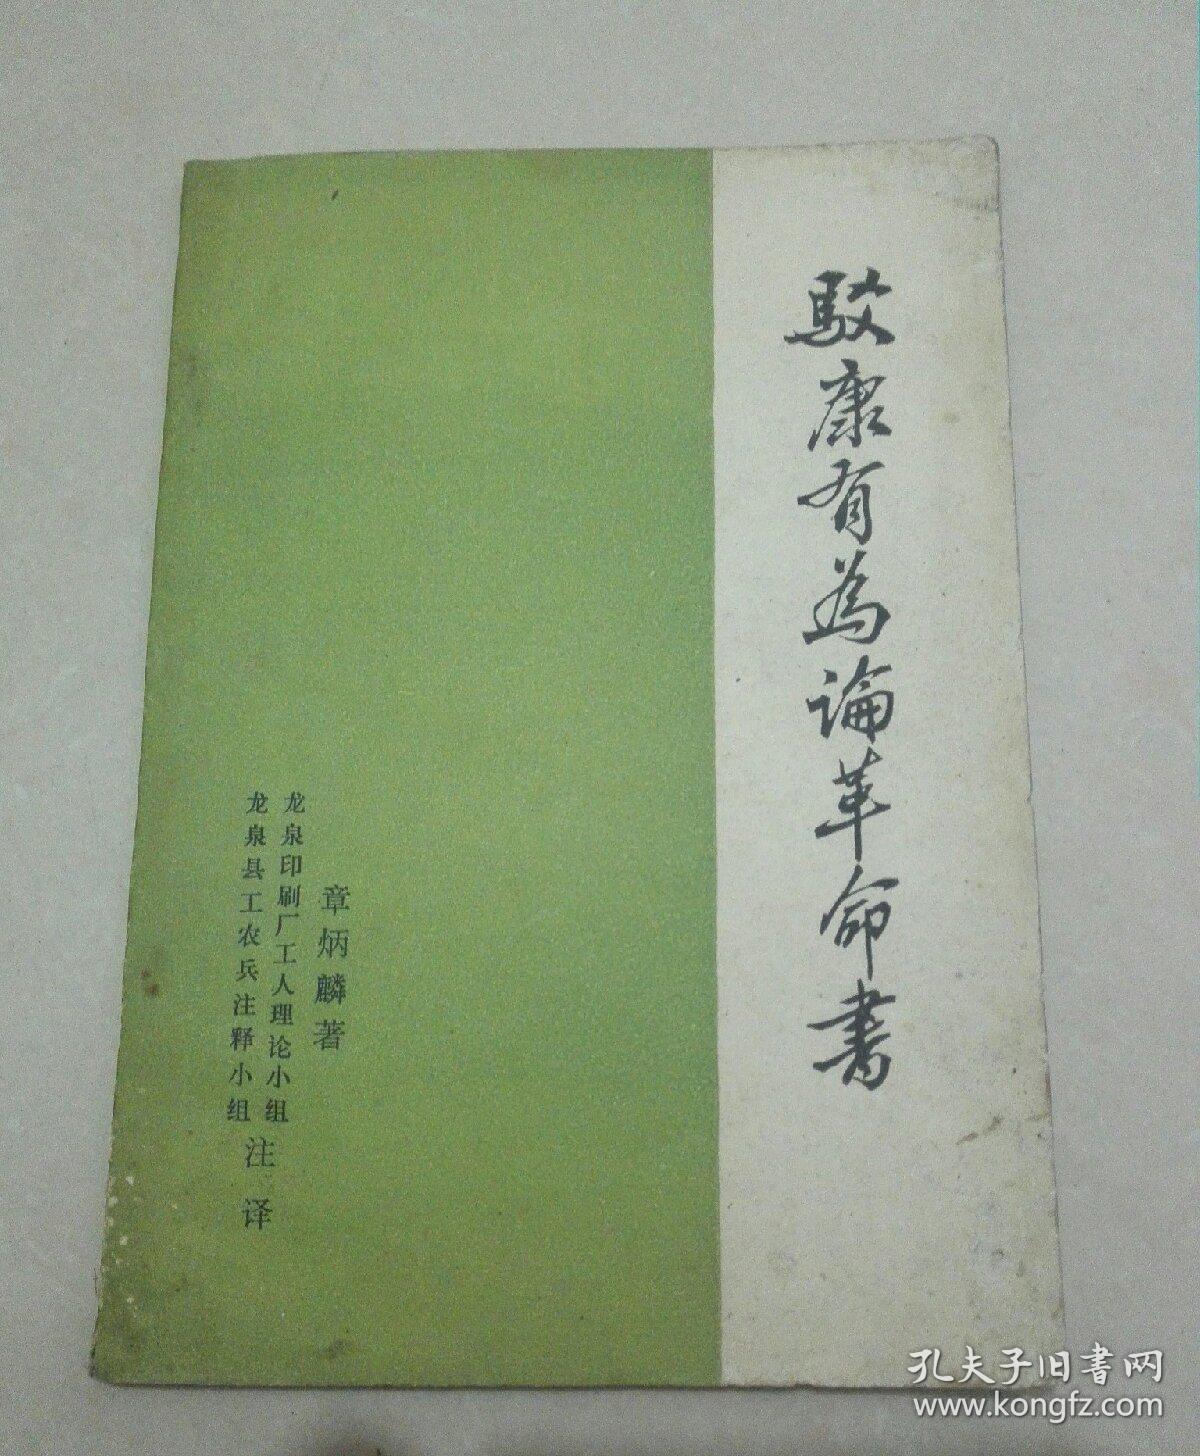 駁康有為論革命書
章炳麟著
龙泉印刷厂工人理论小组
龙泉县工农兵注释小组
注译
孔夫子旧書网
www.kongfz.com